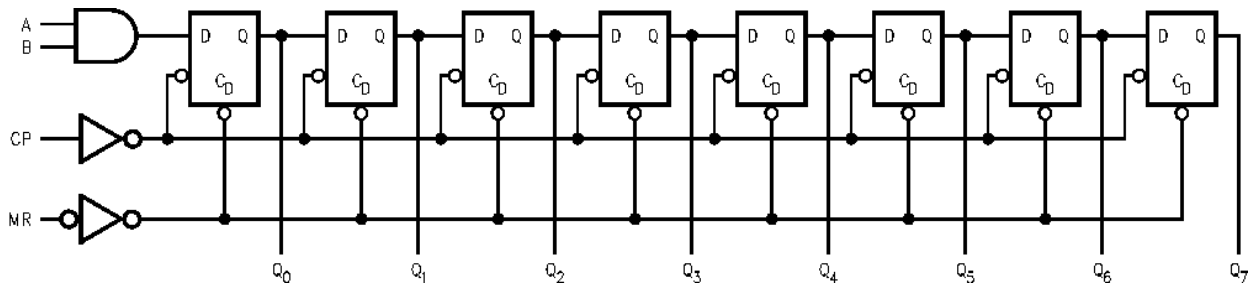 A
B
D Q D Q D Q D Q D Q D Q D Q D Q
CD CD CD CD CD CD CD CD
CP
MR
Q0 Q1 Q2 Q3 Q4 Q5 Q6 Q7